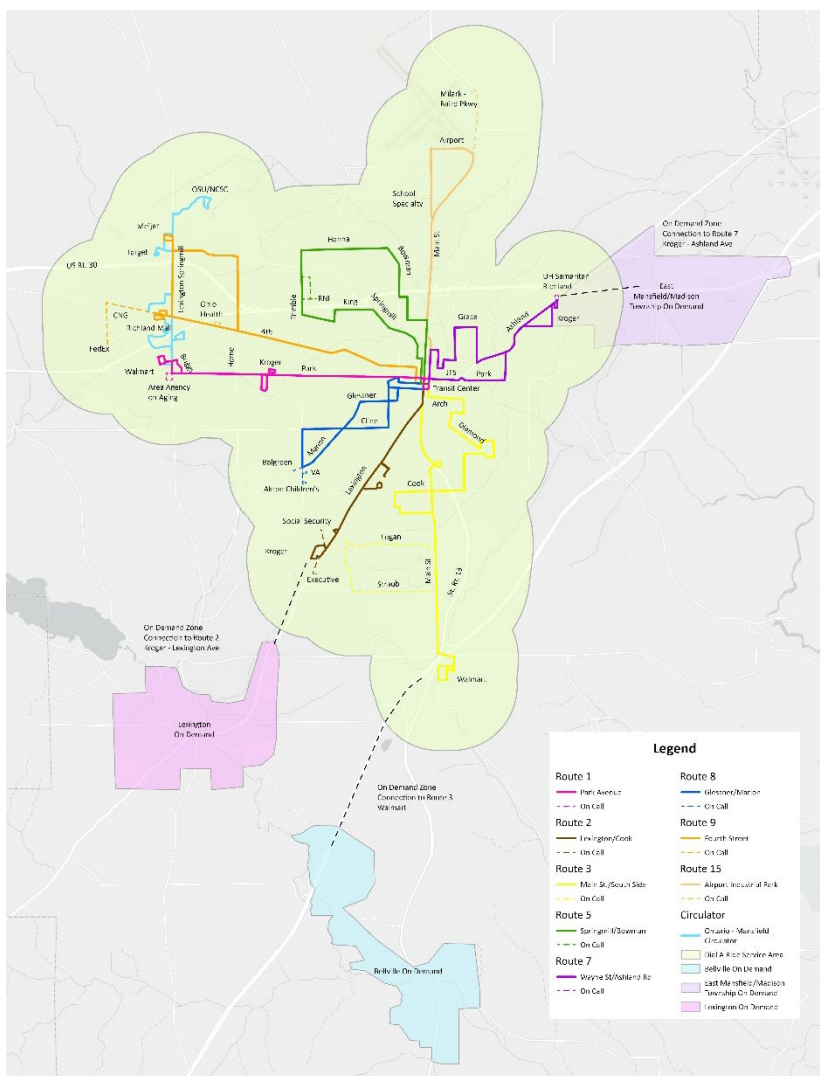 Milark -
Baird Pkwy
Airport
School
Specialty
Main St
OSU/NCSC
Meijer
Target
US Rt. 30
Lexington Springmill
Hanna
Bowman
Trimble
RNI
King
Springmill
On Demand Zone
Connection to Route 7
Kroger - Ashland Ave
UH Samaritan
Richland
East
Mansfield/Madison
Township On Demand
Ohio
Health
CNG
Richland Mall
FedEx
4th
Home
Grace
Ashland
Kroger
Walmart
Briggs
Kroger
Park
JFS
Park
Area Agency
on Aging
Transit Center
Glessner
Arch
Cline
Diamond
Marion
Balgreen
VA
Akron Children's
Lexington
Cook
Social Security
Logan
Kroger
Executive
Straub
Main St
St. Rt. 13
Walmart
On Demand Zone
Connection to Route 2
Kroger - Lexington Ave
Lexington
On Demand
On Demand Zone
Connection to Route 3
Walmart
Bellville On Demand
Legend
Route 1
Park Avenue
On Call
Route 2
Lexington/Cook
On Call
Route 3
Main St./South Side
On Call
Route 5
Springmill/Bowman
On Call
Route 7
Wayne St/Ashland Rd
On Call
Route 8
Glessner/Marion
On Call
Route 9
Fourth Street
On Call
Route 15
Airport Industrial Park
On Call
Circulator
Ontario - Mansfield
Circulator
Dial A Ride Service Area
Bellville On Demand
East Mansfield/Madison
Township On Demand
Lexington On Demand